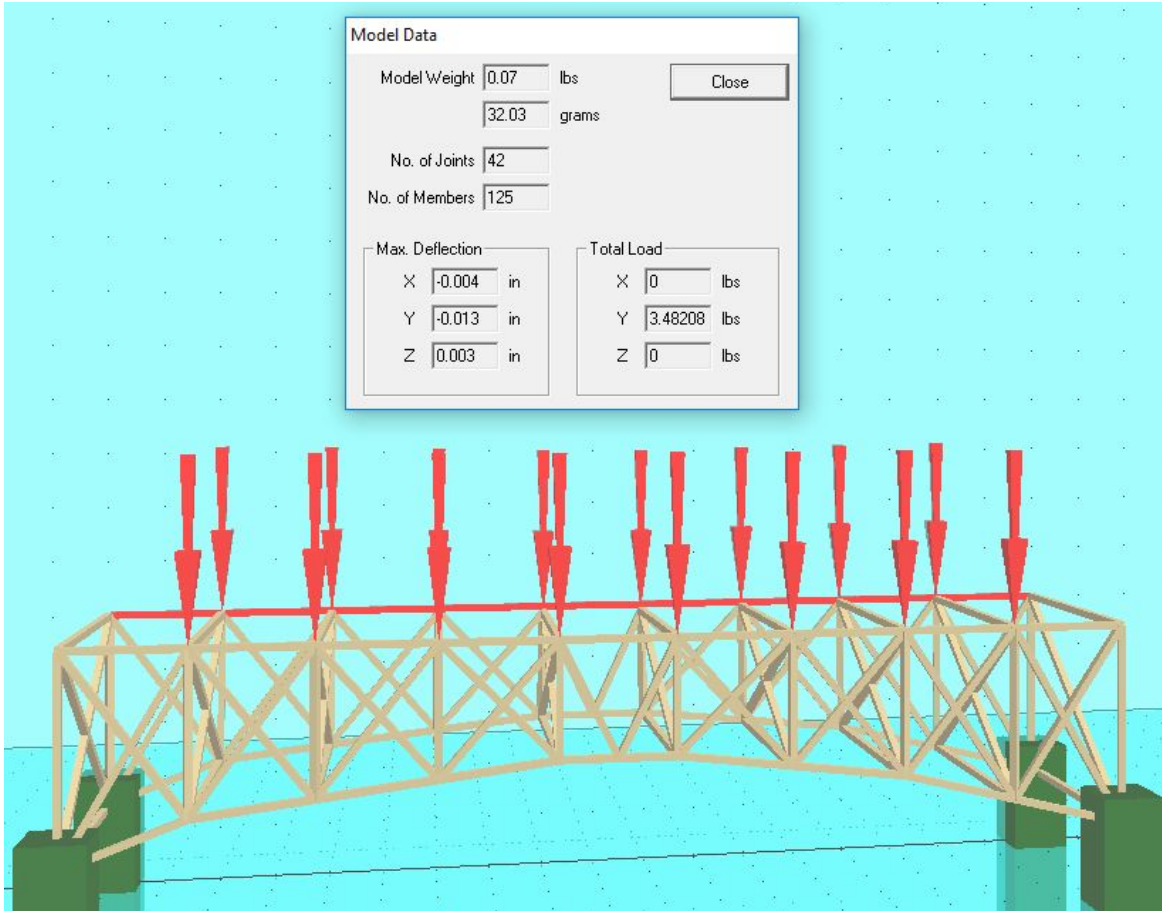 Model Data
Model Weight 0.07 lbs Close
32.03 grams
No. of Joints 42
No. of Members 125
Max. Deflection Total Load
X -0.004 in X 0 lbs
Y -0.013 in Y 3.48208 lbs
Z 0.003 in Z 0 lbs